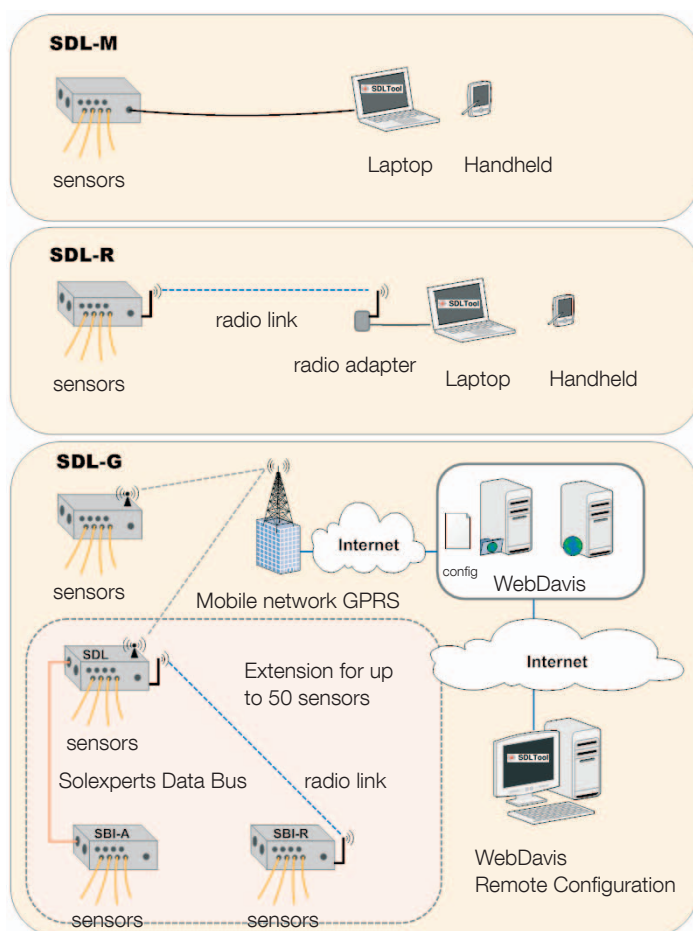 SDL-M
SDLTool
Laptop
Handheld
sensors
SDL-R
SDLTool
radio link
radio adapter
Laptop
Handheld
sensors
SDL-G
Internet
config
WebDavis
sensors
Mobile network GPRS
SDL
Extension for up
to 50 sensors
Internet
sensors
Solexperts Data Bus
radio link
SDLTool
SBI-A
SBI-R
WebDavis
Remote Configuration
sensors
sensors